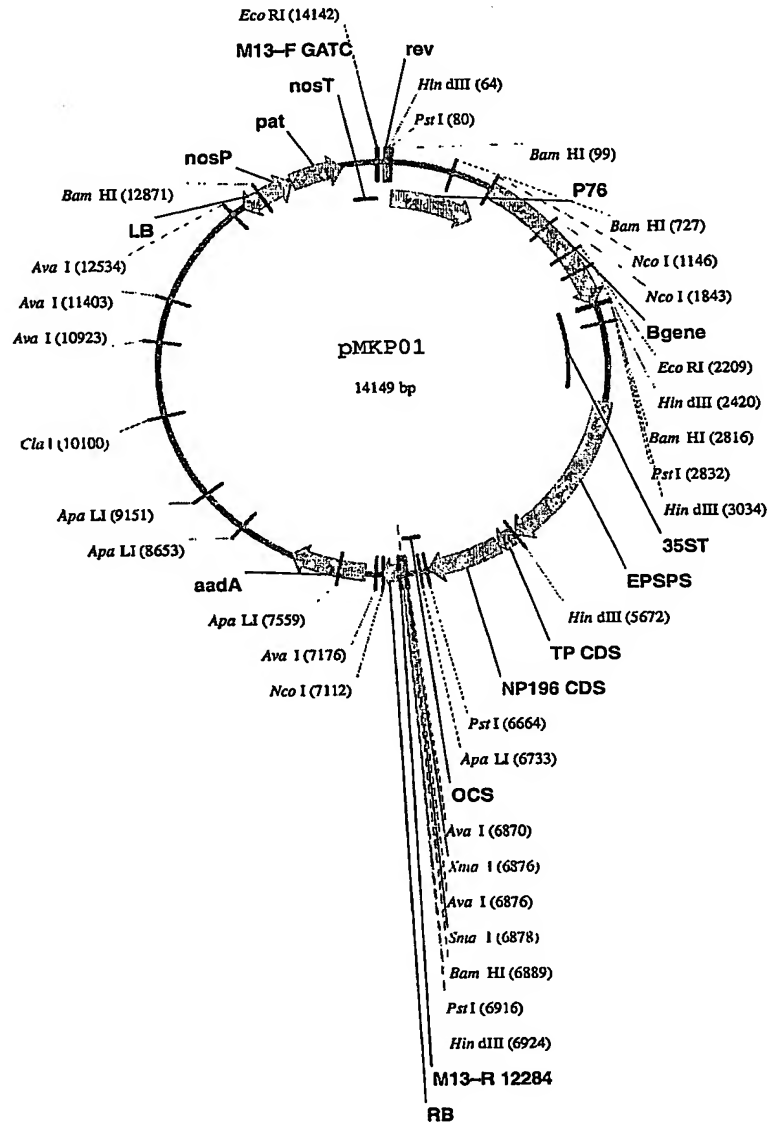 Eco RI (14142)
M13–F GATC
rev
nosT
Hin dIII (64)
pat
Pst I (80)
nosP
Bam HI (99)
Bam HI (12871)
P76
LB
Bam HI (727)
Ava I (12534)
Nco I (1146)
Ava I (11403)
Nco I (1843)
Ava I (10923)
Bgene
pMKP01
Eco RI (2209)
14149 bp
Hin dIII (2420)
Bam HI (2816)
Cla I (10100)
Pst I (2832)
Hin dIII (3034)
Apa LI (9151)
35ST
Apa LI (8653)
EPSPS
aadA
Hin dIII (5672)
Apa LI (7559)
TP CDS
Ava I (7176)
NP196 CDS
Nco I (7112)
Pst I (6664)
Apa LI (6733)
OCS
Ava I (6870)
Xma I (6876)
Ava I (6876)
Sma I (6878)
Bam HI (6889)
Pst I (6916)
Hin dIII (6924)
M13–R 12284
RB